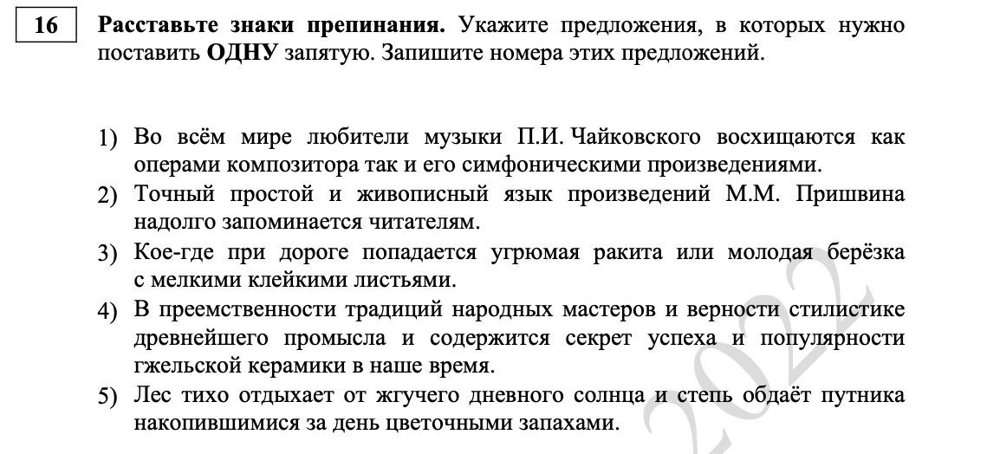 16 Расставьте знаки препинания. Укажите предложения, в которых нужно
поставить ОДНУ запятую. Запишите номера этих предложений.
1) Во всём мире любители музыки П.И. Чайковского восхищаются как
операми композитора так и его симфоническими произведениями.
2) Точный простой и живописный язык произведений М.М. Пришвина
надолго запоминается читателям.
3) Кое-где при дороге попадается угрюмая ракита или молодая берёзка
с мелкими клейкими листьями.
4) В преемственности традиций народных мастеров и верности стилистике
древнейшего промысла и содержится секрет успеха и популярности
гжельской керамики в наше время.
5) Лес тихо отдыхает от жгучего дневного солнца и степь обдаёт путника
накопившимися за день цветочными запахами.
2022